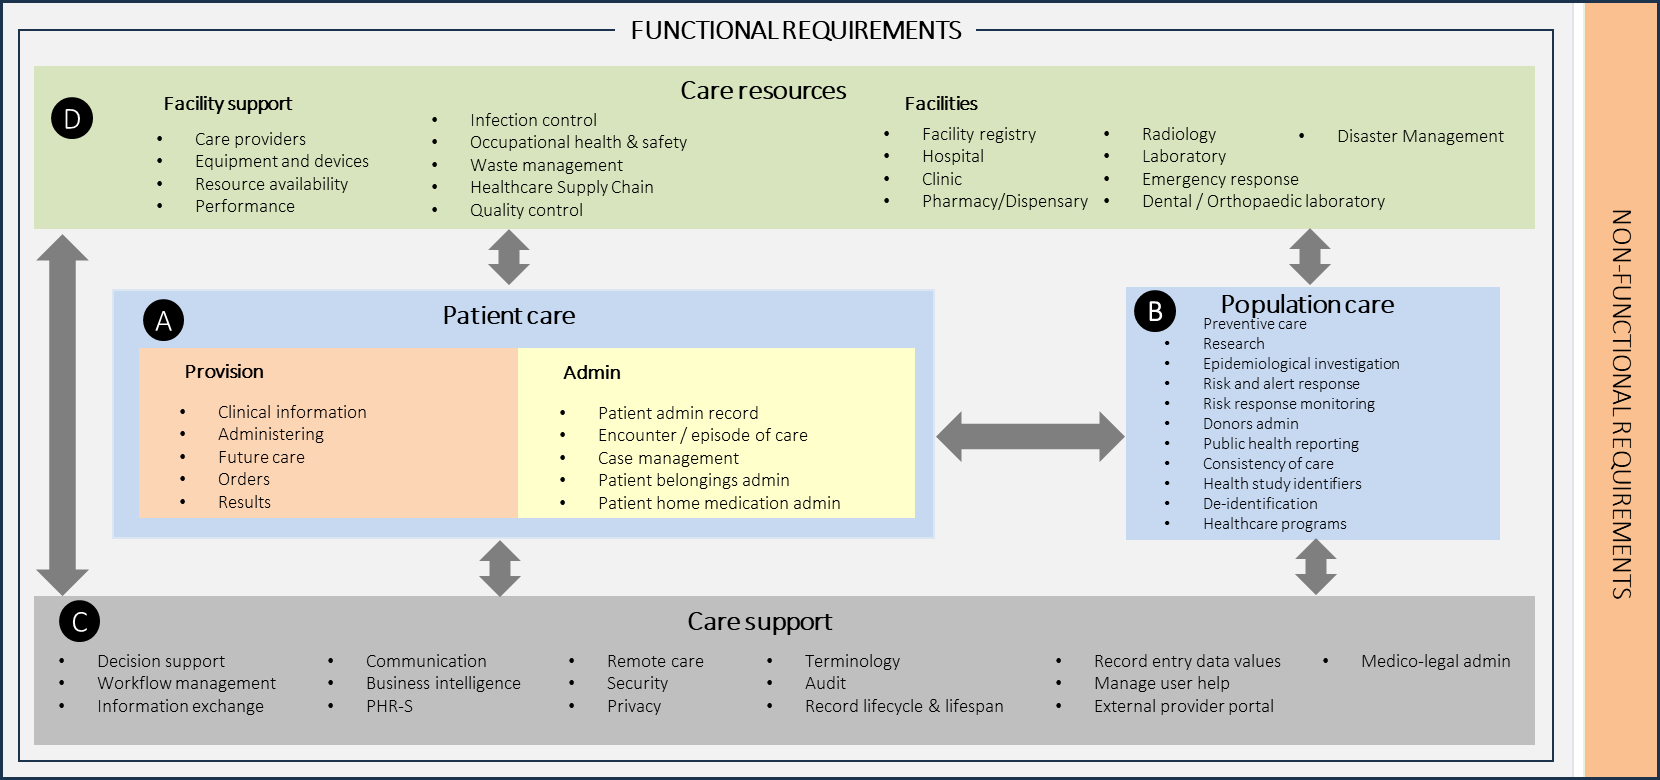 FUNCTIONAL REQUIREMENTS
Care resources
D
Facility support
• Care providers
• Equipment and devices
• Resource availability
• Performance
• Infection control
• Occupational health & safety
• Waste management
• Healthcare Supply Chain
• Quality control
Facilities
• Facility registry
• Hospital
• Clinic
• Pharmacy/Dispensary
• Radiology
• Laboratory
• Emergency response
• Dental / Orthopaedic laboratory
• Disaster Management
A
Patient care
Provision
• Clinical information
• Administering
• Future care
• Orders
• Results
Admin
• Patient admin record
• Encounter / episode of care
• Case management
• Patient belongings admin
• Patient home medication admin
B
Population care
• Preventive care
• Research
• Epidemiological investigation
• Risk and alert response
• Risk response monitoring
• Donors admin
• Public health reporting
• Consistency of care
• Health study identifiers
• De-identification
• Healthcare programs
C
Care support
• Decision support
• Workflow management
• Information exchange
• Communication
• Business intelligence
• PHR-S
• Remote care
• Security
• Privacy
• Terminology
• Audit
• Record lifecycle & lifespan
• Record entry data values
• Manage user help
• External provider portal
• Medico-legal admin
NON-FUNCTIONAL REQUIREMENTS